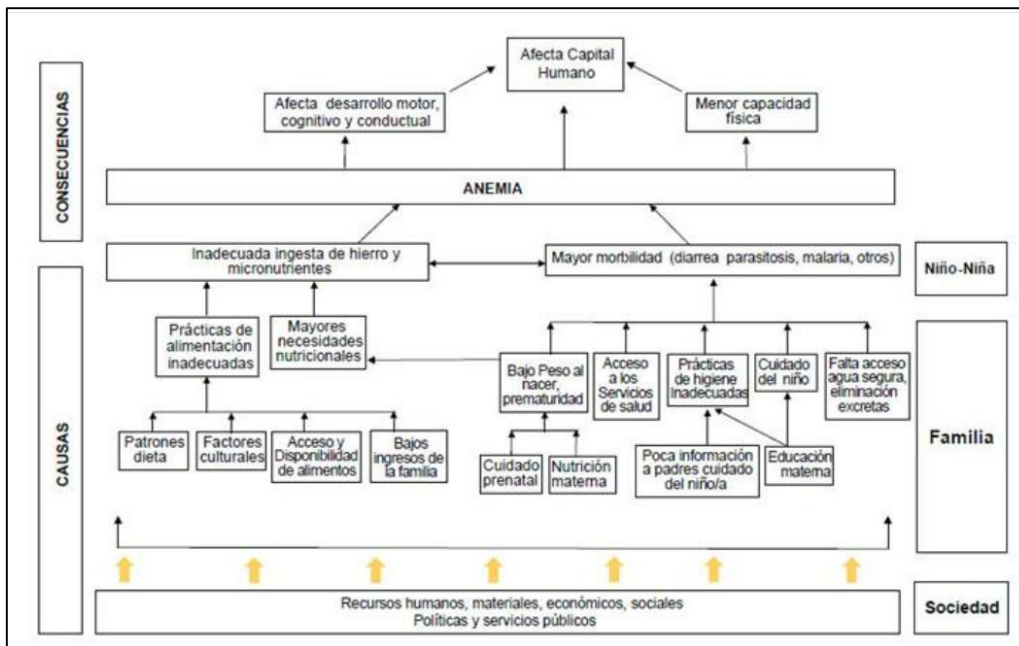 Afecta Capital
Humano
CONSECUENCIAS
Afecta desarrollo motor,
cognitivo y conductual
Menor capacidad
física
ANEMIA
Inadecuada ingesta de hierro y
micronutrientes
Mayor morbilidad (diarrea parasitosis, malaria, otros)
Niño-Niña
CAUSAS
Prácticas de
alimentación
inadecuadas
Mayores
necesidades
nutricionales
Bajo Peso al
nacer,
prematuridad
Acceso
a los
Servicios
de salud
Prácticas
de higiene
Inadecuadas
Cuidado
del niño
Falta acceso
agua segura,
eliminación
excretas
Familia
Patrones
dieta
Factores
culturales
Acceso y
Disponibilidad
de alimentos
Bajos
ingresos de
la familia
Cuidado
prenatal
Nutrición
materna
Poca información
a padres cuidado
del niño/a
Educación
materna
Recursos humanos, materiales, económicos, sociales
Políticas y servicios públicos
Sociedad